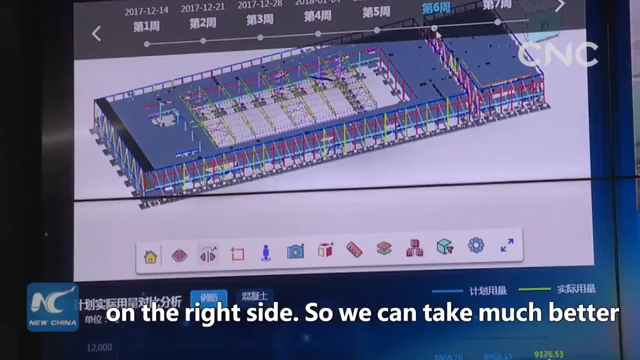 2017-12-14 2017-12-21 2017-12-28
第1周 第2周 第3周 第4周 第5周 第6周 第7周
CNC
NC
NEW CHINA
计划实际用量对比分析 钢筋 混凝土
计划用量 实际用量
on the right side. So we can take much better
12,000
9176.53